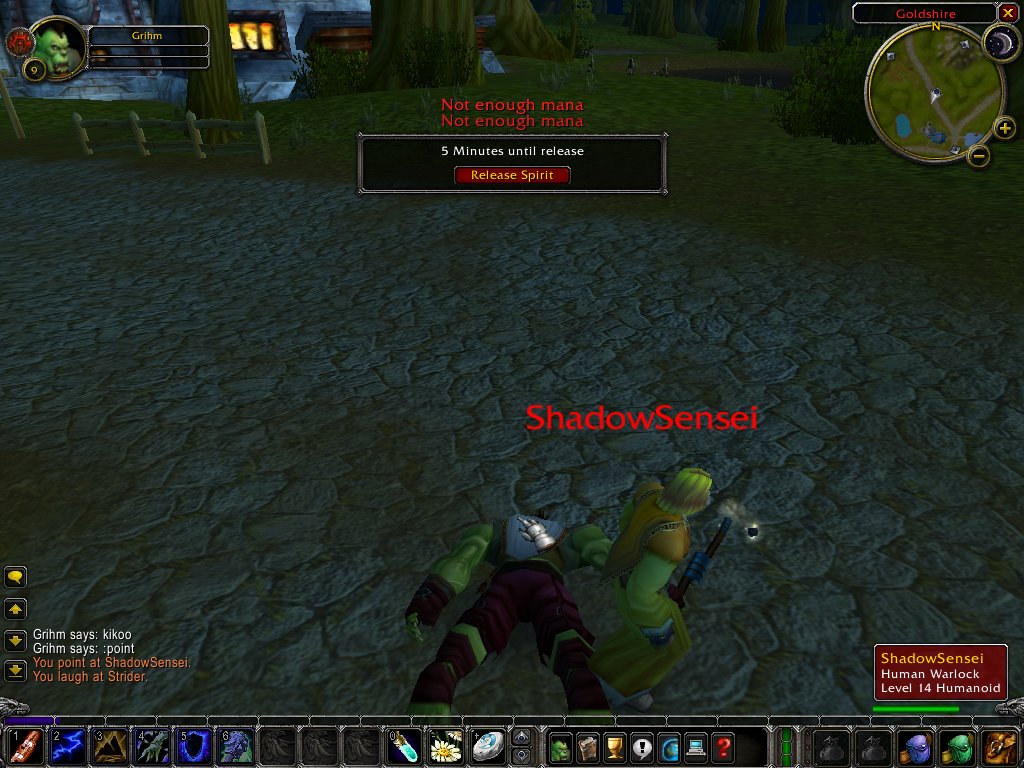 Grihm
9
Goldshire
N
Not enough mana
Not enough mana
5 Minutes until release
Release Spirit
ShadowSensei
Grihm says: kikoo
Grihm says: :point
You point at ShadowSensei.
You laugh at Strider.
ShadowSensei
Human Warlock
Level 14 Humanoid
1 2 3 4 5 6 0